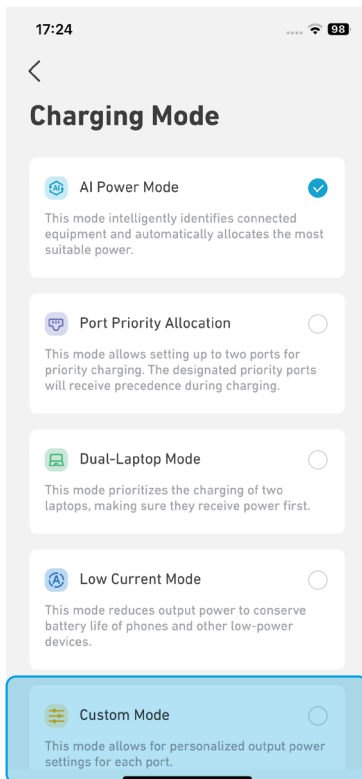 17:24
98
Charging Mode
AI
AI Power Mode
This mode intelligently identifies connected
equipment and automatically allocates the most
suitable power.
Port Priority Allocation
This mode allows setting up to two ports for
priority charging. The designated priority ports
will receive precedence during charging.
Dual-Laptop Mode
This mode prioritizes the charging of two
laptops, making sure they receive power first.
A
Low Current Mode
This mode reduces output power to conserve
battery life of phones and other low-power
devices.
Custom Mode
This mode allows for personalized output power
settings for each port.